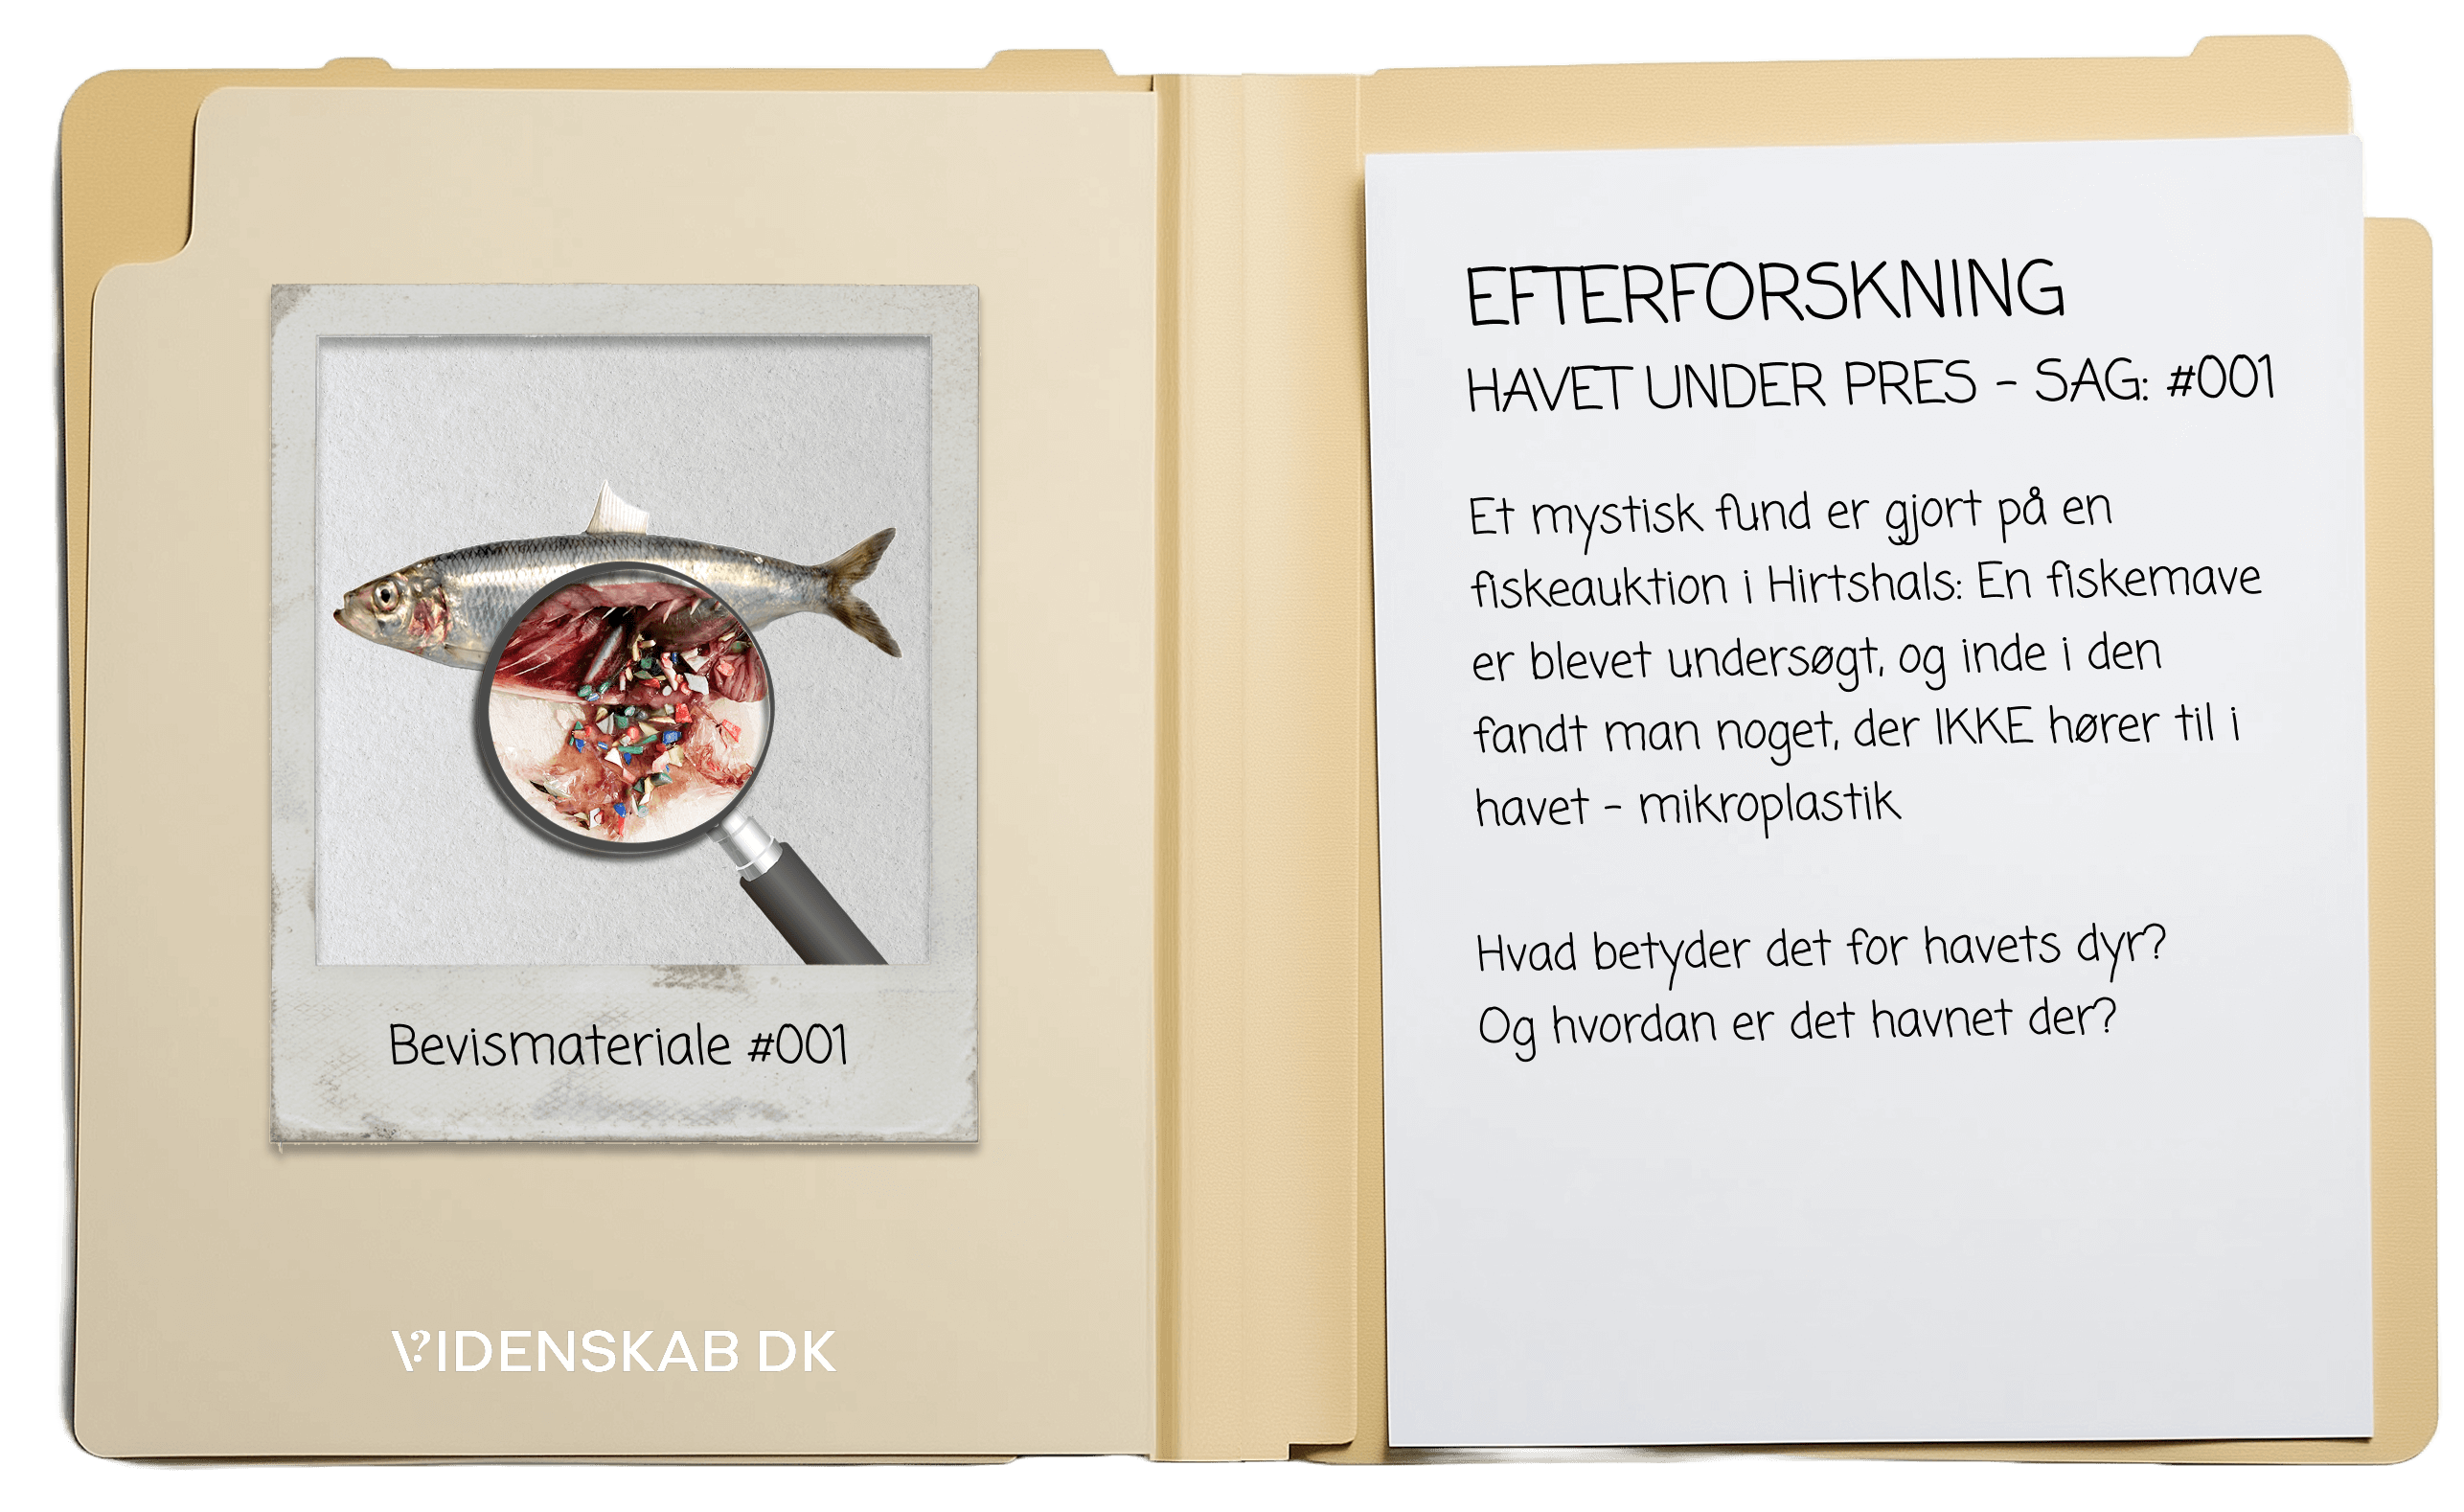 Bevismateriale #001
VIDENSKAB DK
EFTERFORSKNING
HAVET UNDER PRES - SAG: #001
Et mystisk fund er gjort på en
fiskeauktion i Hirtshals: En fiskemave
er blevet undersøgt, og inde i den
fandt man noget, der IKKE hører til i
havet - mikroplastik
Hvad betyder det for havets dyr?
Og hvordan er det havnet der?